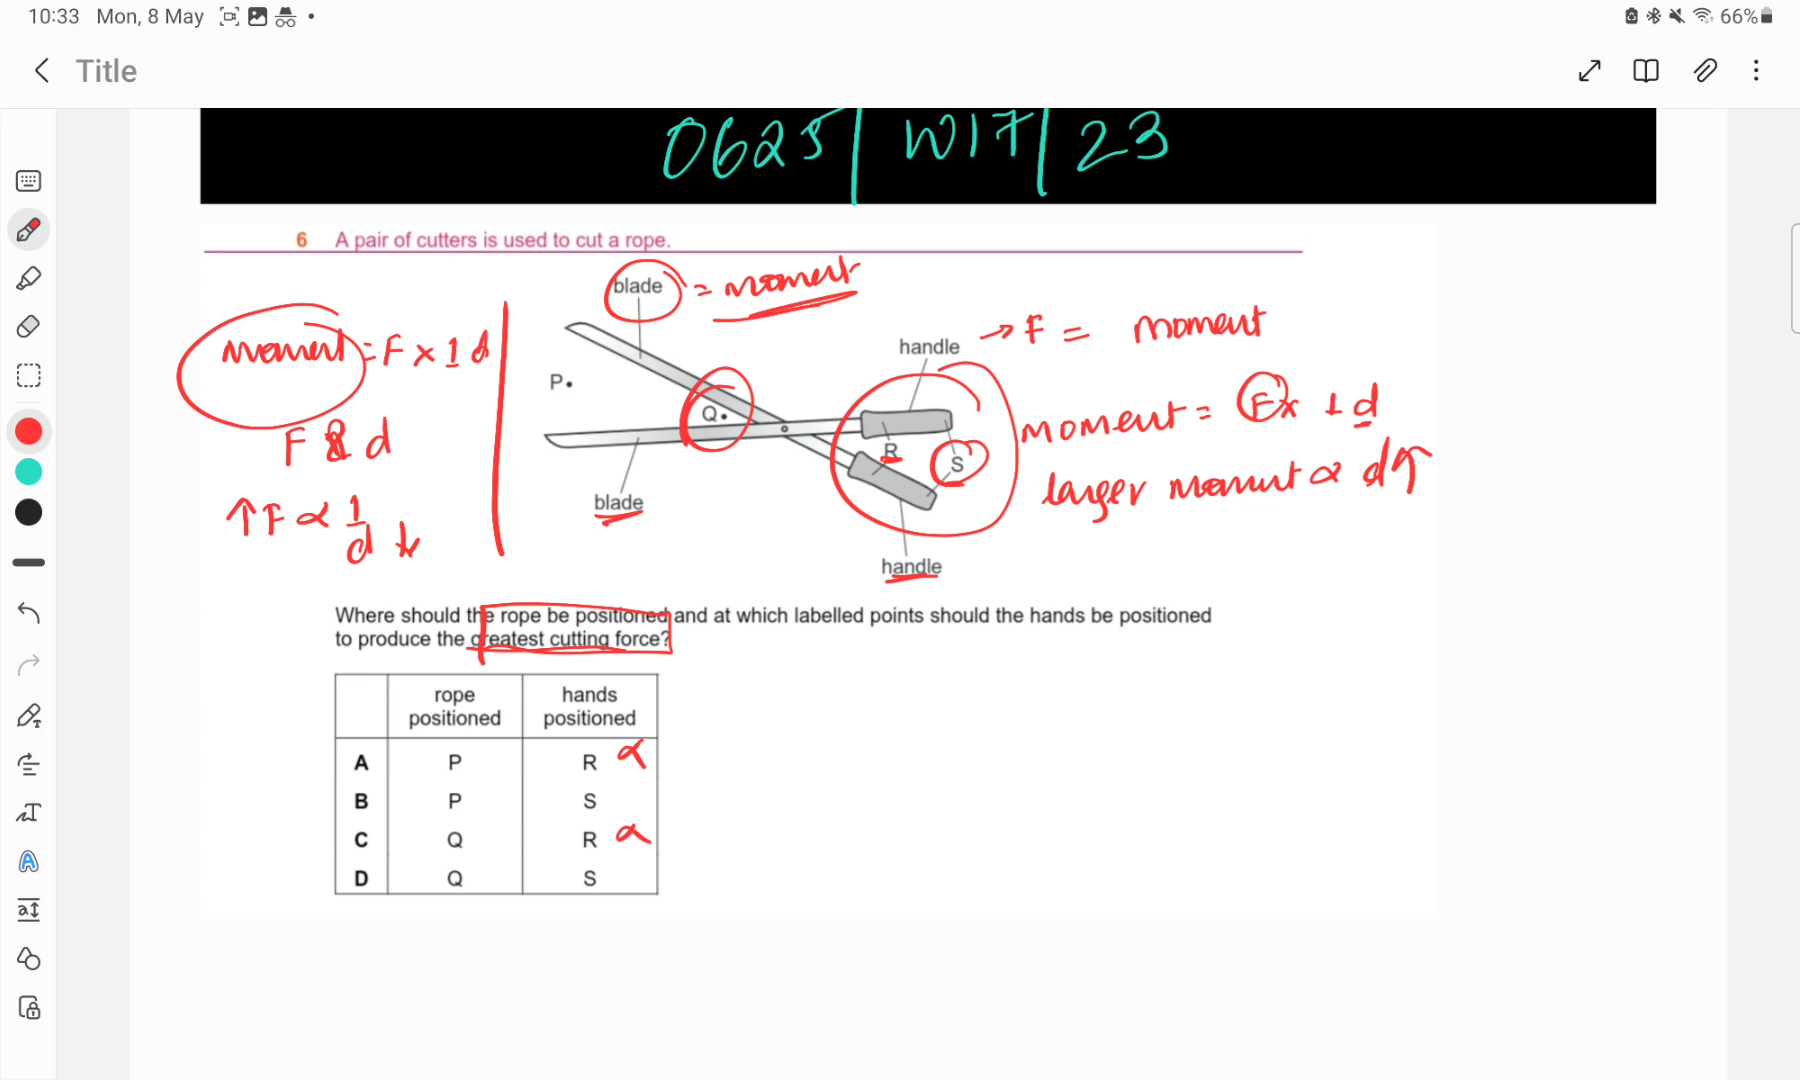 10:33 Mon, 8 May
66%
Title
0625/ W17/ 23
6 A pair of cutters is used to cut a rope.
blade = moment
moment = F x ⊥ d
F & d
↑F ∝ 1/d ↓
P
Q
handle → F = moment
R
S
moment = Fx ⊥ d
larger moment ∝ d↑
blade
handle
Where should the rope be positioned and at which labelled points should the hands be positioned
to produce the greatest cutting force?
rope positioned hands positioned
A P R
B P S
C Q R
D Q S